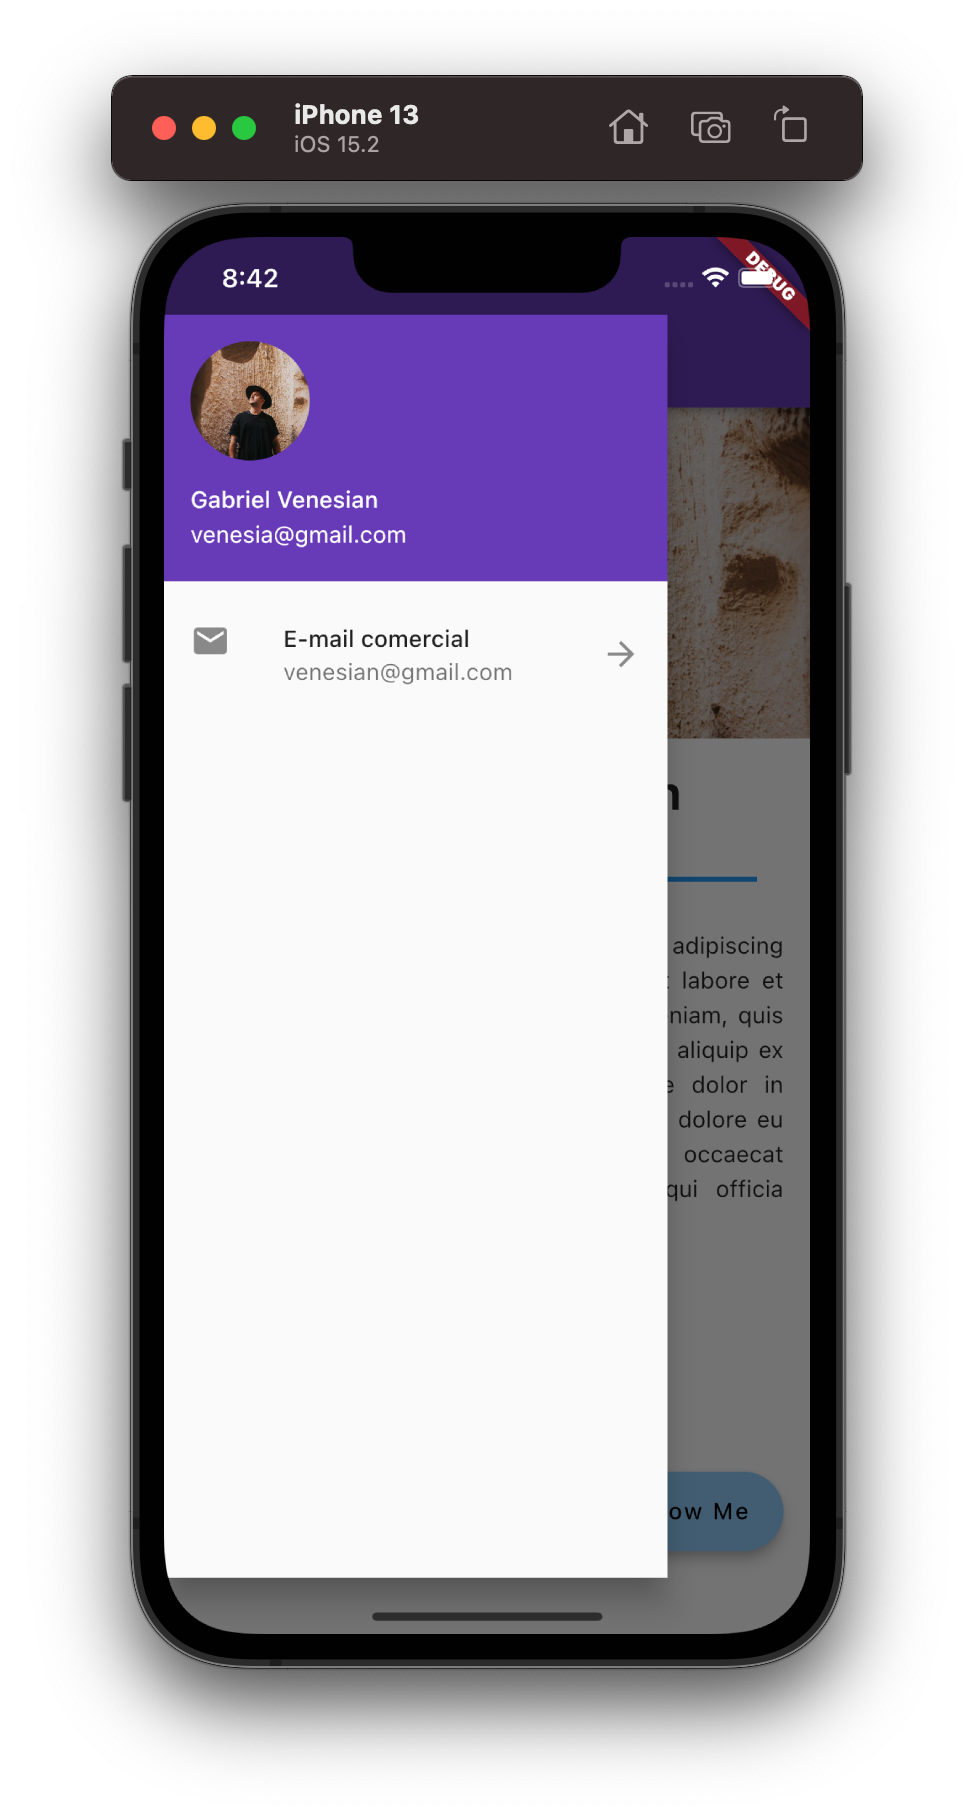 iPhone 13
iOS 15.2
8:42
DEBUG
Gabriel Venesian
venesia@gmail.com
E-mail comercial
venesian@gmail.com
n
adipiscing
labore et
niam, quis
aliquip ex
e dolor in
dolore eu
occaecat
qui officia
ow Me